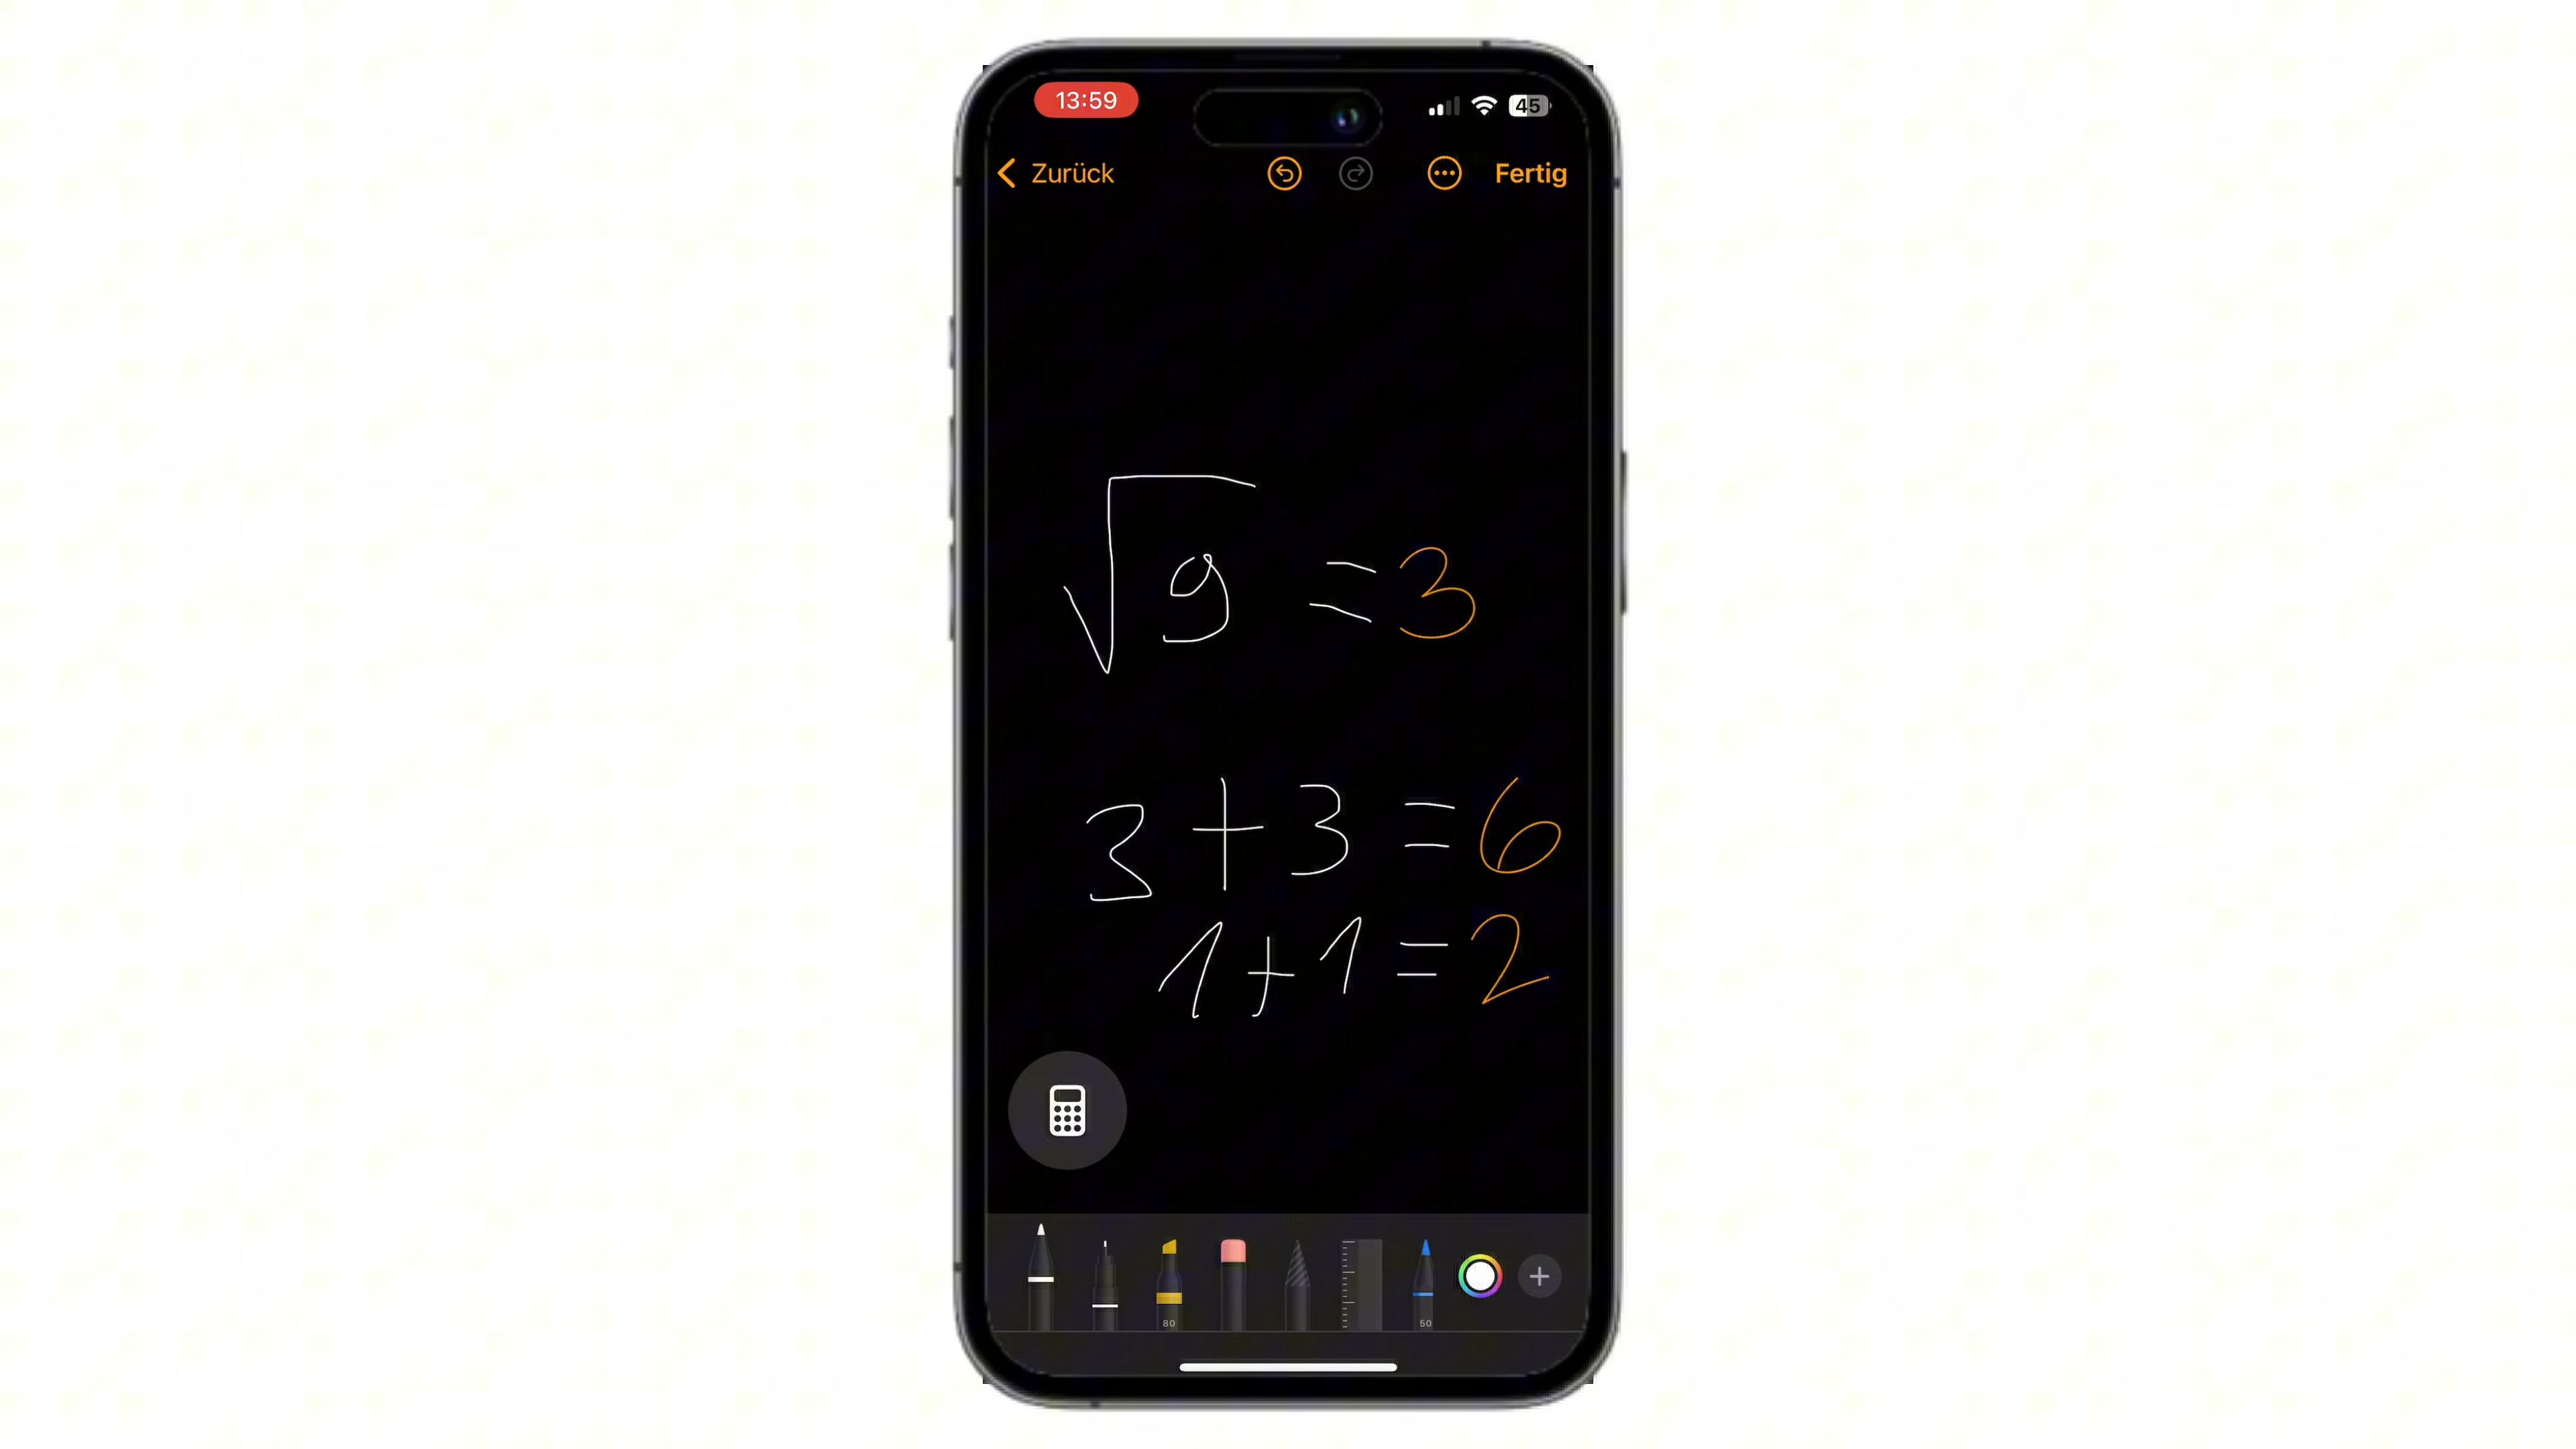 13:59 45
Zurück Fertig
√9 = 3
3 + 3 = 6
1 + 1 = 2
80 50